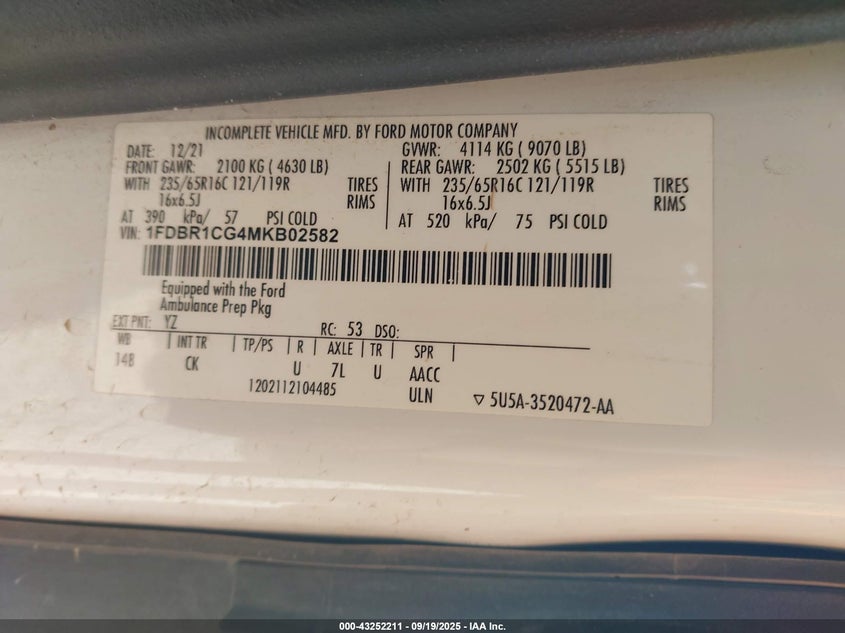 INCOMPLETE VEHICLE MFD. BY FORD MOTOR COMPANY
DATE: 12/21 GVWR: 4114 KG ( 9070 LB)
FRONT GAWR: 2100 KG ( 4630 LB) REAR GAWR: 2502 KG ( 5515 LB)
WITH 235/65R16C 121/119R TIRES WITH 235/65R16C 121/119R TIRES
16x6.5J RIMS 16x6.5J RIMS
AT 390 kPa/ 57 PSI COLD AT 520 kPa/ 75 PSI COLD
VIN: 1FDBR1CG4MKB02582
Equipped with the Ford
Ambulance Prep Pkg
EXT PNT: YZ RC: 53 DSO:
WB INT TR TP/PS R AXLE TR SPR
148 CK U 7L U AACC
1202112104485 ULN ▽ 5U5A-3520472-AA
000-43252211 - 09/19/2025 - IAA Inc.